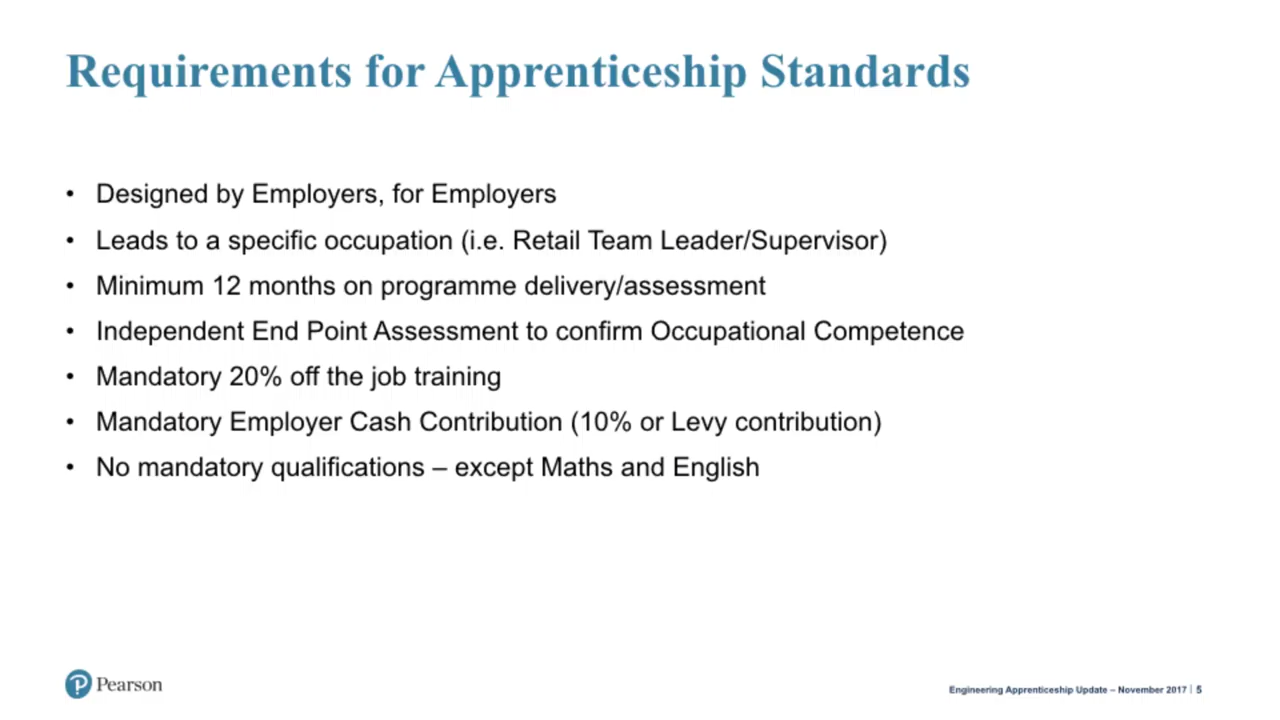 Requirements for Apprenticeship Standards
• Designed by Employers, for Employers
• Leads to a specific occupation (i.e. Retail Team Leader/Supervisor)
• Minimum 12 months on programme delivery/assessment
• Independent End Point Assessment to confirm Occupational Competence
• Mandatory 20% off the job training
• Mandatory Employer Cash Contribution (10% or Levy contribution)
• No mandatory qualifications – except Maths and English
Pearson
Engineering Apprenticeship Update – November 2017 | 5